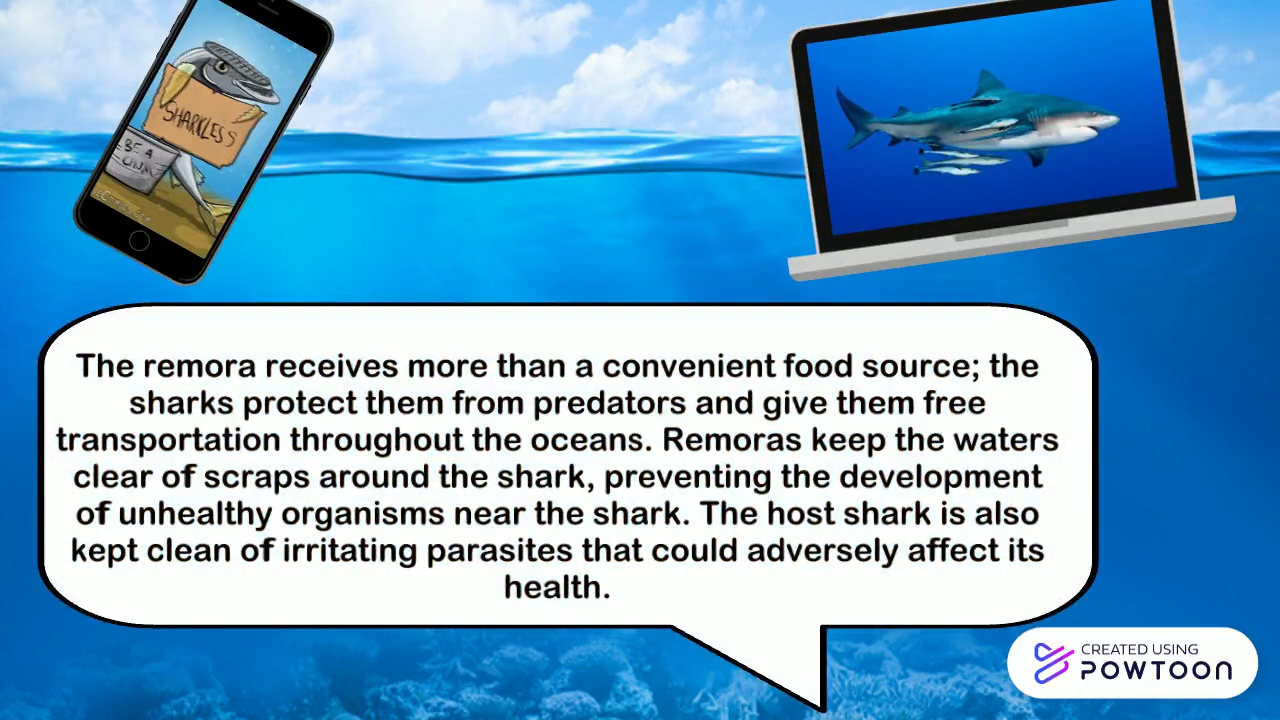 SHARKLESS
BE A
The remora receives more than a convenient food source; the
sharks protect them from predators and give them free
transportation throughout the oceans. Remoras keep the waters
clear of scraps around the shark, preventing the development
of unhealthy organisms near the shark. The host shark is also
kept clean of irritating parasites that could adversely affect its
health.
CREATED USING
POWTOON